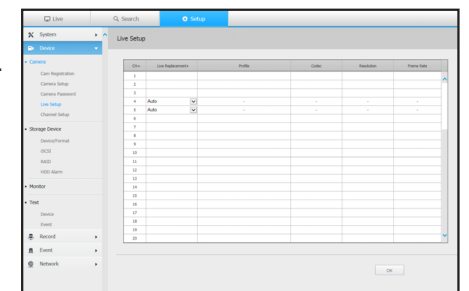 Live
Search
Setup
System
Device
Camera
Cam Registration
Camera Setup
Camera Password
Live Setup
Channel Setup
Storage Device
Device/Format
iSCSI
RAID
HDD Alarm
Monitor
Text
Device
Event
Record
Event
Network
Live Setup
CH Live Replacement Profile Codec Resolution Frame Rate
1
2
3
4 Auto - - - -
5 Auto - - - -
6
7
8
9
10
11
12
13
14
15
16
17
18
19
20
OK